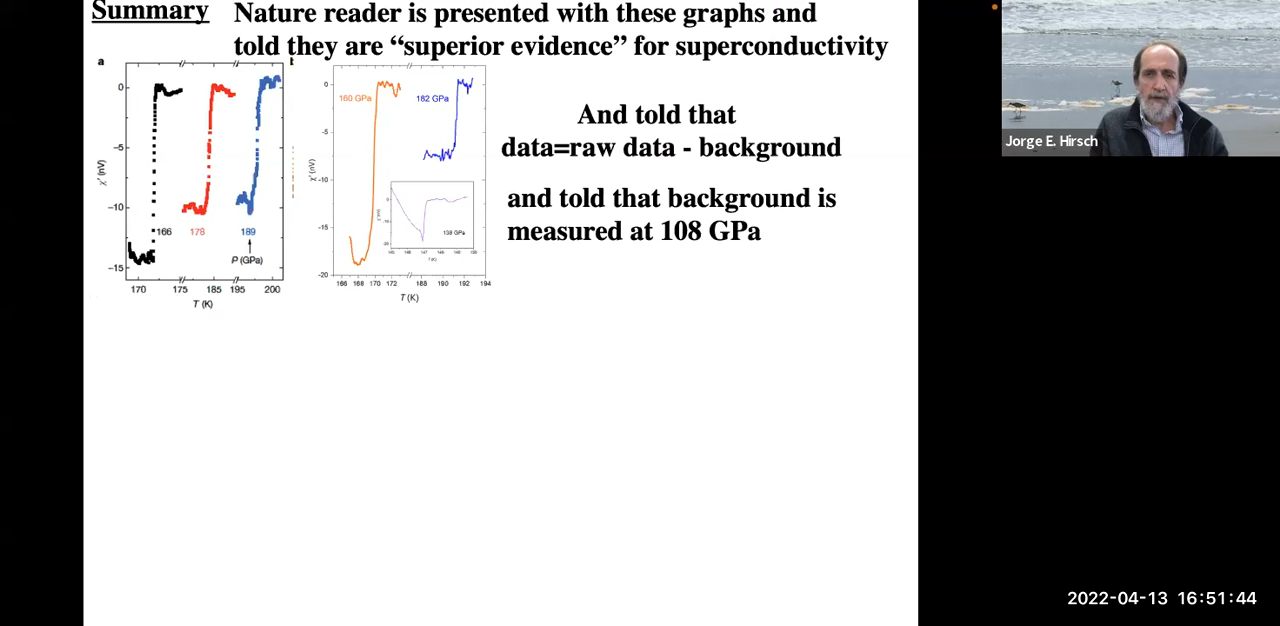 Summary Nature reader is presented with these graphs and
told they are “superior evidence” for superconductivity
a
0
−5
−10
−15
χ′ (nV)
166
178
189
P (GPa)
170 175 185 195 200
T (K)
0
-5
-10
-15
-20
χ′ (nV)
160 GPa
182 GPa
138 GPa
166 168 170 172 188 190 192 194
T (K)
And told that
data=raw data - background
and told that background is
measured at 108 GPa
Jorge E. Hirsch
2022-04-13 16:51:44